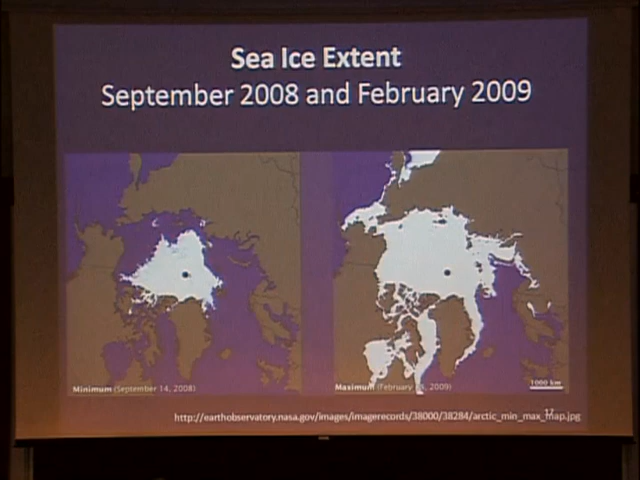 Sea Ice Extent
September 2008 and February 2009
Minimum (September 14, 2008)
Maximum (February , 2009)
1000 km
http://earthobservatory.nasa.gov/images/imagerecords/38000/38284/arctic_min_max_map.jpg